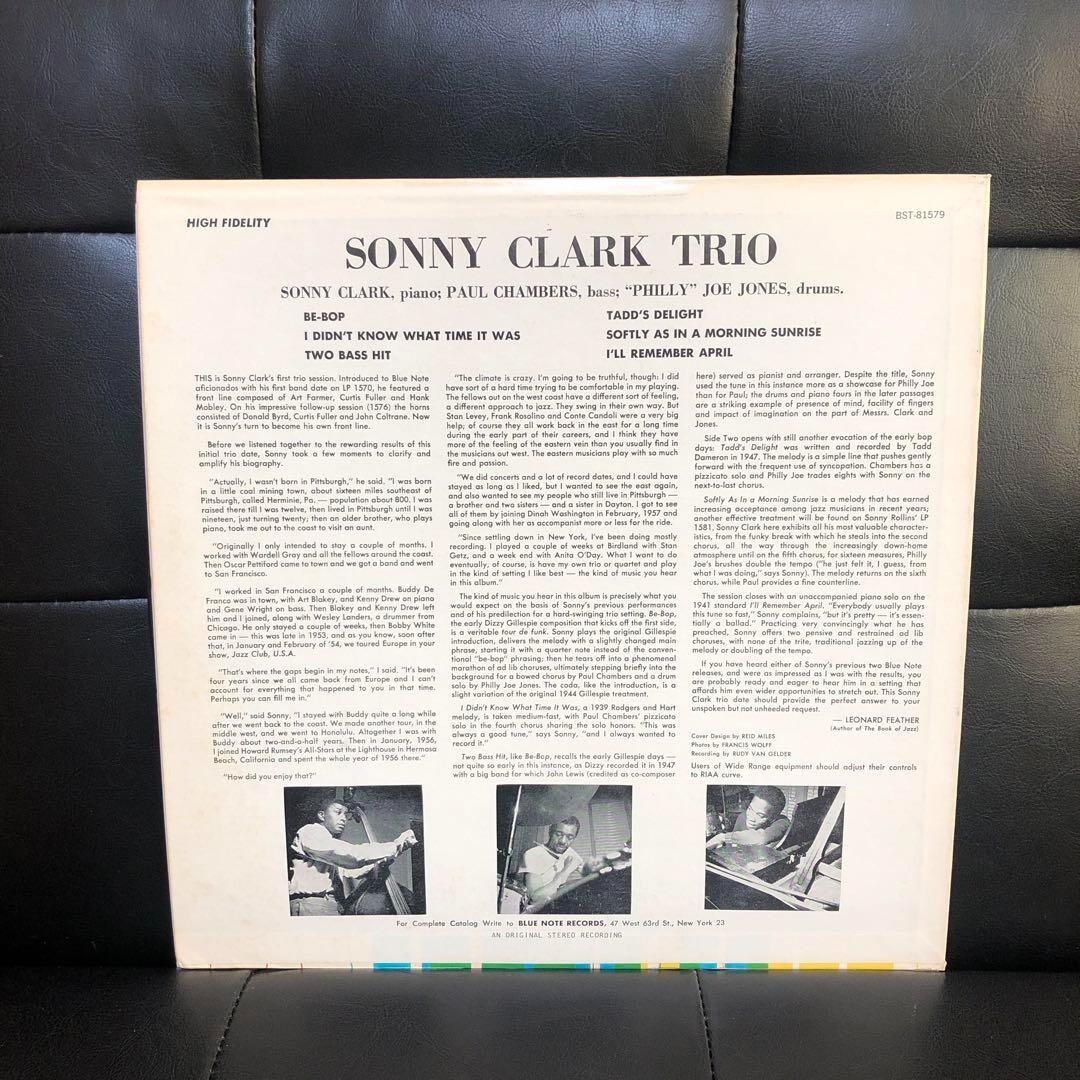 HIGH FIDELITY
BST-81579
SONNY CLARK TRIO
SONNY CLARK, piano; PAUL CHAMBERS, bass; “PHILLY” JOE JONES, drums.
BE-BOP
I DIDN'T KNOW WHAT TIME IT WAS
TWO BASS HIT
TADD'S DELIGHT
SOFTLY AS IN A MORNING SUNRISE
I'LL REMEMBER APRIL
THIS is Sonny Clark's first trio session. Introduced to Blue Note
aficionados with his first band date on LP 1570, he featured a
front line composed of Art Farmer, Curtis Fuller and Hank
Mobley. On his impressive follow-up session (1576) the horns
consisted of Donald Byrd, Curtis Fuller and John Coltrane. Now
it is Sonny's turn to become his own front line.
Before we listened together to the rewarding results of this
initial trio date, Sonny took a few moments to clarify and
amplify his biography.
"Actually, I wasn't born in Pittsburgh," he said. "I was born
in a little coal mining town, about sixteen miles southeast of
Pittsburgh, called Herminie, Pa. — population about 800. I was
raised there till I was twelve, then lived in Pittsburgh until I was
nineteen, just turning twenty; then an older brother, who plays
piano, took me out to the coast to visit an aunt.
"Originally I only intended to stay a couple of months. I
worked with Wardell Gray and all the fellows around the coast.
Then Oscar Pettiford came to town and we got a band and went
to San Francisco.
"I worked in San Francisco a couple of months. Buddy De
Franco was in town, with Art Blakey, and Kenny Drew on piano
and Gene Wright on bass. Then Blakey and Kenny Drew left
him and I joined, along with Wesley Landers, a drummer from
Chicago. He only stayed a couple of weeks, then Bobby White
came in — this was late in 1953, and as you know, soon after
that, in January and February of '54, we toured Europe in your
show, Jazz Club, U.S.A.
"That's where the gaps begin in my notes," I said. "It's been
four years since we all came back from Europe and I can't
account for everything that happened to you in that time.
Perhaps you can fill me in."
"Well," said Sonny, "I stayed with Buddy quite a long while
after we went back to the coast. We made another tour, in the
middle west, and we went to Honolulu. Altogether I was with
Buddy about two-and-a-half years. Then in January, 1956,
I joined Howard Rumsey's All-Stars at the Lighthouse in Hermosa
Beach, California and spent the whole year of 1956 there."
"How did you enjoy that?"
"The climate is crazy. I'm going to be truthful, though: I did
have sort of a hard time trying to be comfortable in my playing.
The fellows out on the west coast have a different sort of feeling,
a different approach to jazz. They swing in their own way. But
Stan Levey, Frank Rosolino and Conte Candoli were a very big
help; of course they all work back in the east for a long time
during the early part of their careers, and I think they have
more of the feeling of the eastern vein than you usually find in
the musicians out west. The eastern musicians play with so much
fire and passion.
"We did concerts and a lot of record dates, and I could have
stayed as long as I liked, but I wanted to see the east again,
and also wanted to see my people who still live in Pittsburgh —
a brother and two sisters — and a sister in Dayton. I got to see
all of them by joining Dinah Washington in February, 1957 and
going along with her as accompanist more or less for the ride.
"Since settling down in New York, I've been doing mostly
recording. I played a couple of weeks at Birdland with Stan
Getz, and a week end with Anita O'Day. What I want to do
eventually, of course, is have my own trio or quartet and play
in the kind of setting I like best — the kind of music you hear
in this album."
The kind of music you hear in this album is precisely what you
would expect on the basis of Sonny's previous performances
and of his predilection for a hard-swinging trio setting. Be-Bop,
the early Dizzy Gillespie composition that kicks off the first side,
is a veritable tour de funk. Sonny plays the original Gillespie
introduction, delivers the melody with a slightly changed main
phrase, starting it with a quarter note instead of the conven-
tional "be-bop" phrasing; then he tears off into a phenomenal
marathon of ad lib choruses, ultimately stepping briefly into the
background for a bowed chorus by Paul Chambers and a drum
solo by Philly Joe Jones. The coda, like the introduction, is a
slight variation of the original 1944 Gillespie treatment.
I Didn't Know What Time It Was, a 1939 Rodgers and Hart
melody, is taken medium-fast, with Paul Chambers' pizzicato
solo in the fourth chorus sharing the solo honors. "This was
always a good tune," says Sonny, "and I always wanted to
record it."
Two Bass Hit, like Be-Bop, recalls the early Gillespie days —
not quite so early in this instance, as Dizzy recorded it in 1947
with a big band for which John Lewis (credited as co-composer
here) served as pianist and arranger. Despite the title, Sonny
used the tune in this instance more as a showcase for Philly Joe
than for Paul; the drums and piano fours in the later passages
are a striking example of presence of mind, facility of fingers
and impact of imagination on the part of Messrs. Clark and
Jones.
Side Two opens with still another evocation of the early bop
days: Tadd's Delight was written and recorded by Tadd
Dameron in 1947. The melody is a simple line that pushes gently
forward with the frequent use of syncopation. Chambers has a
pizzicato solo and Philly Joe trades eights with Sonny on the
next-to-last chorus.
Softly As In a Morning Sunrise is a melody that has earned
increasing acceptance among jazz musicians in recent years;
another effective treatment will be found on Sonny Rollins' LP
1581. Sonny Clark here exhibits all his most valuable character-
istics, from the funky break with which he steals into the second
chorus, all the way through the increasingly down-home
atmosphere until on the fifth chorus, for sixteen measures, Philly
Joe's brushes double the tempo ("he just felt it, I guess, from
what I was doing," says Sonny). The melody returns on the sixth
chorus, while Paul provides a fine counterline.
The session closes with an unaccompanied piano solo on the
1941 standard I'll Remember April. "Everybody usually plays
this tune so fast," Sonny complains, "but it's pretty — it's essen-
tially a ballad." Practicing very convincingly what he has
preached, Sonny offers two pensive and restrained ad lib
choruses, with none of the trite, traditional jazzing up of the
melody or doubling of the tempo.
If you have heard either of Sonny's previous two Blue Note
releases, and were as impressed as I was with the results, you
are probably ready and eager to hear him in a setting that
affords him even wider opportunities to stretch out. This Sonny
Clark trio date should provide the perfect answer to your
unspoken but not unheeded request.
— LEONARD FEATHER
(Author of The Book of Jazz)
Cover Design by REID MILES
Photos by FRANCIS WOLFF
Recording by RUDY VAN GELDER
Users of Wide Range equipment should adjust their controls
to RIAA curve.
For Complete Catalog Write to BLUE NOTE RECORDS, 47 West 63rd St., New York 23
AN ORIGINAL STEREO RECORDING